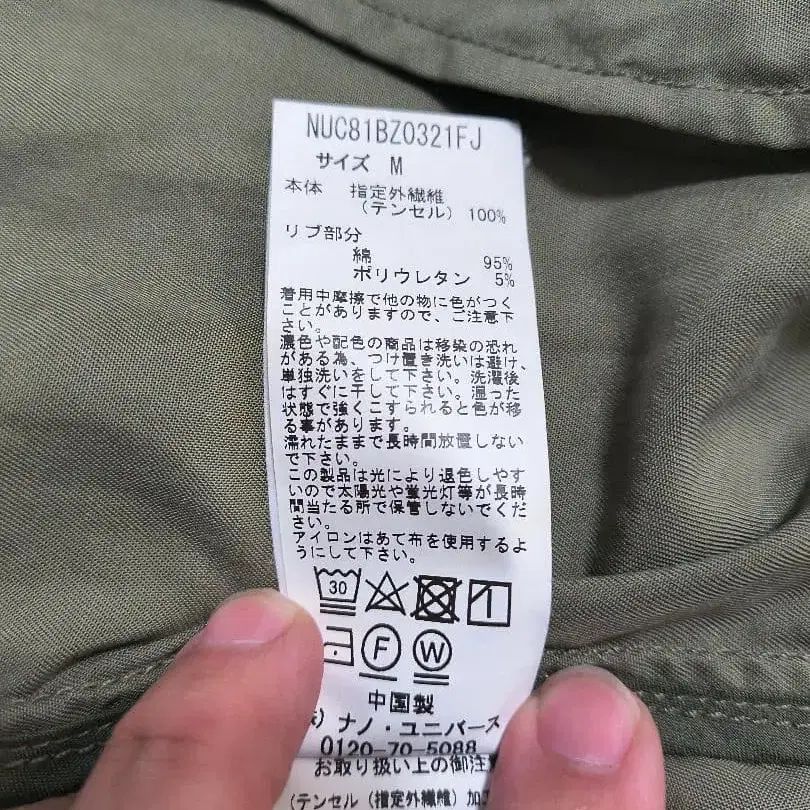 NUC81BZ0321FJ
サイズ M
本体 指定外繊維
(テンセル) 100%
リブ部分
綿 95%
ポリウレタン 5%
着用中摩擦で他の物に色がつく
ことがありますので、ご注意下
さい。
濃色や配色の商品は移染の恐れ
がある為、つけ置き洗いは避け、
単独洗いをして下さい。洗濯後
はすぐに干して下さい。湿った
状態で強くこすられると色が移
る事があります。
濡れたままで長時間放置しない
で下さい。
この製品は光により退色しやす
いので太陽光や蛍光灯等が長時
間当たる所で保管しないでくだ
さい。
アイロンはあて布を使用するよ
うにして下さい。
30
F W
中国製
株)ナノ・ユニバース
0120-70-5088
お取り扱い上の御注
(テンセル(指定外繊維)加